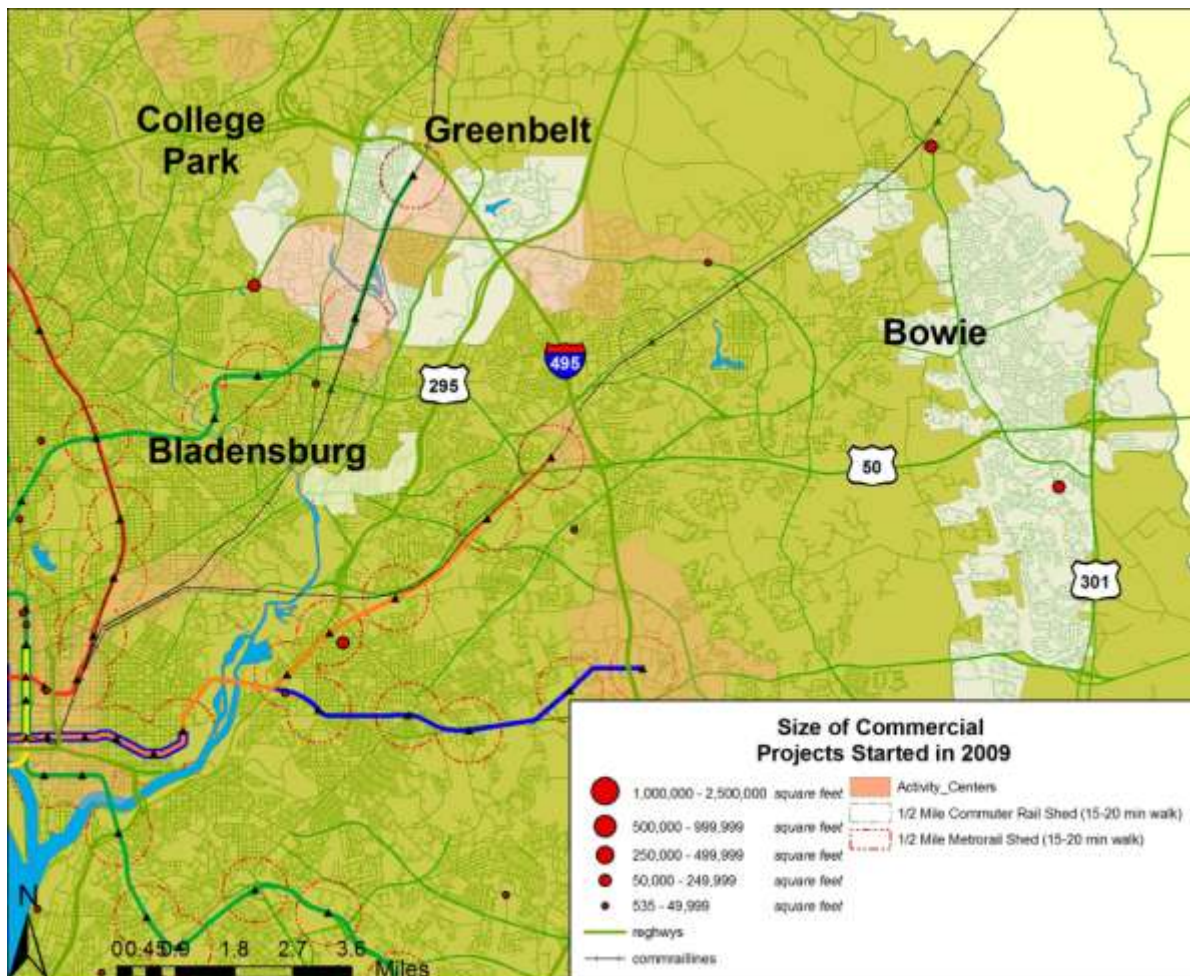 College
Park
Greenbelt
Bowie
495
295
Bladensburg
50
301
Size of Commercial
Projects Started in 2009
1,000,000 - 2,500,000 square feet
500,000 - 999,999 square feet
250,000 - 499,999 square feet
50,000 - 249,999 square feet
535 - 49,999 square feet
reghwys
commraillines
Activity_Centers
1/2 Mile Commuter Rail Shed (15-20 min walk)
1/2 Mile Metrorail Shed (15-20 min walk)
N
0 0.45 0.9 1.8 2.7 3.6
Miles